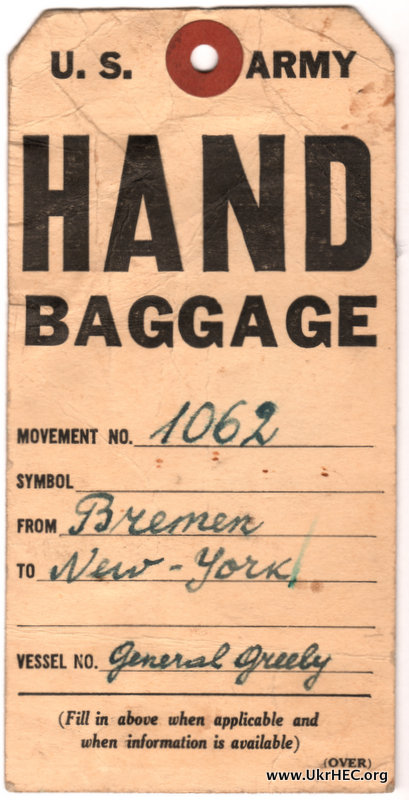 U. S. ARMY
HAND
BAGGAGE
MOVEMENT NO. 1062
SYMBOL
FROM Bremen
TO New-York
VESSEL NO. General Greely
(Fill in above when applicable and
when information is available)
(OVER)
www.UkrHEC.org